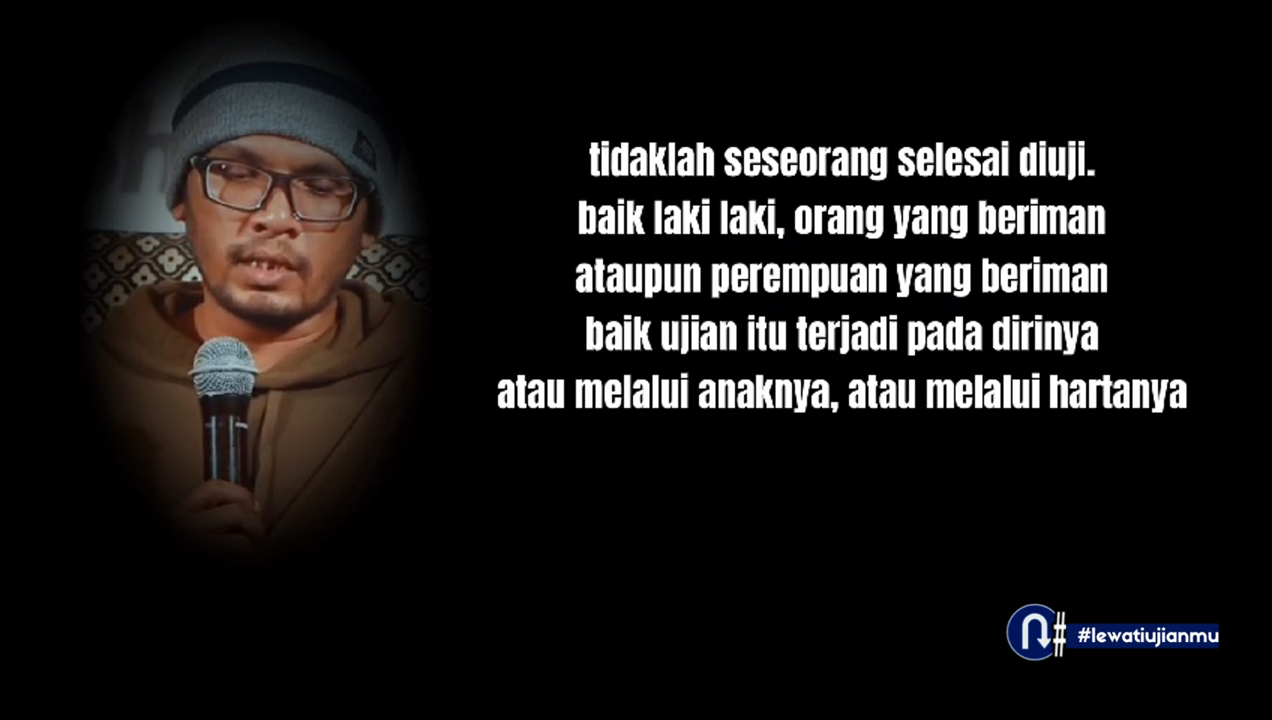 tidaklah seseorang selesai diuji.
baik laki laki, orang yang beriman
ataupun perempuan yang beriman
baik ujian itu terjadi pada dirinya
atau melalui anaknya, atau melalui hartanya
#lewatiujianmu